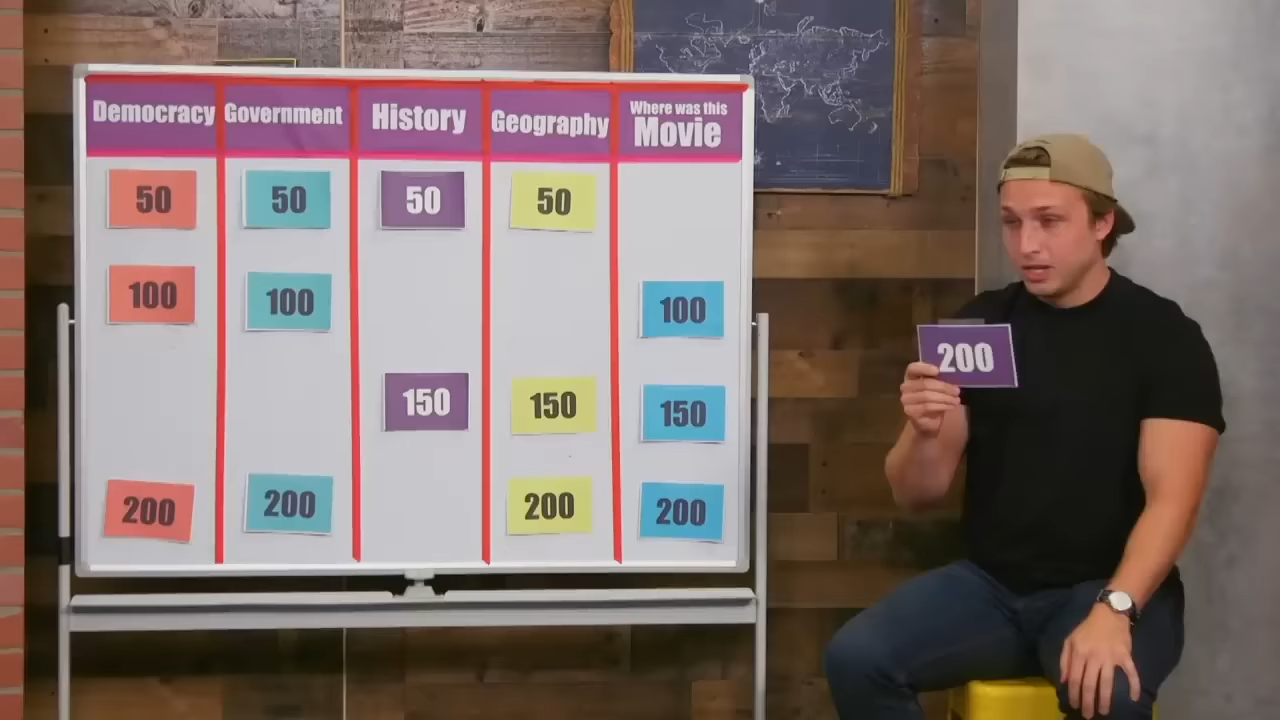 Democracy Government History Geography Where was this
Movie
50 50 50 50
100 100 100
150 150 150
200 200 200 200
200